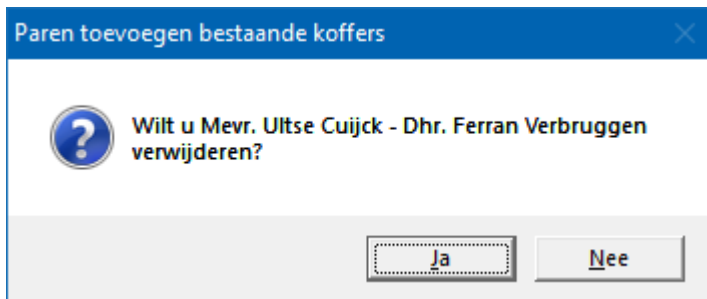 Paren toevoegen bestaande koffers
Wilt u Mevr. Ultse Cuijck - Dhr. Ferran Verbruggen
verwijderen?
Ja
Nee